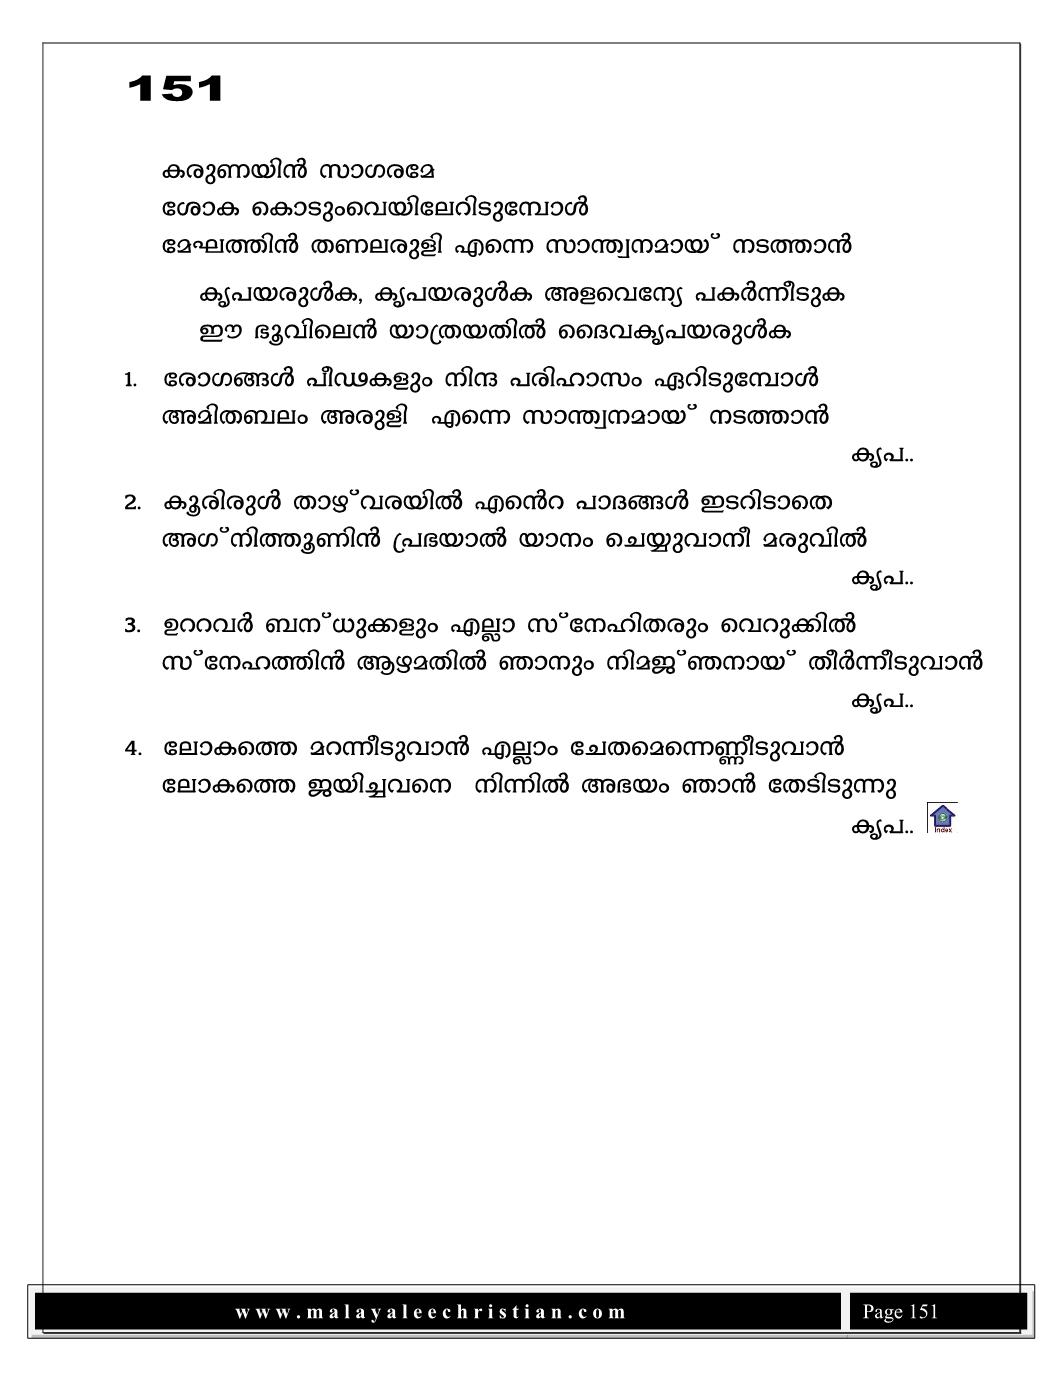 151
കരുണയിൻ സാഗരമേ
ശോക കൊടുംവെയിലേറിടുമ്പോൾ
മേഘത്തിൻ തണലരുളി എന്നെ സാന്ത്വനമായ് നടത്താൻ
കൃപയരുൾക, കൃപയരുൾക അളവെന്യേ പകർന്നീടുക
ഈ ഭൂവിലെൻ യാത്രയതിൽ ദൈവകൃപയരുൾക
1. രോഗങ്ങൾ പീഢകളും നിന്ദ പരിഹാസം ഏറിടുമ്പോൾ
അമിതബലം അരുളി എന്നെ സാന്ത്വനമായ് നടത്താൻ
കൃപ..
2. കൂരിരുൾ താഴ്‌വരയിൽ എൻെറ പാദങ്ങൾ ഇടറിടാതെ
അഗ്‌നിത്തൂണിൻ പ്രഭയാൽ യാനം ചെയ്യുവാനീ മരുവിൽ
കൃപ..
3. ഉററവർ ബന്‌ധുക്കളും എല്ലാ സ്‌നേഹിതരും വെറുക്കിൽ
സ്‌നേഹത്തിൻ ആഴമതിൽ ഞാനും നിമജ്‌ഞനായ് തീർന്നീടുവാൻ
കൃപ..
4. ലോകത്തെ മറന്നീടുവാൻ എല്ലാം ചേതമെന്നെണ്ണീടുവാൻ
ലോകത്തെ ജയിച്ചവനെ നിന്നിൽ അഭയം ഞാൻ തേടിടുന്നു
കൃപ.. Index
www.malayaleechristian.com Page 151